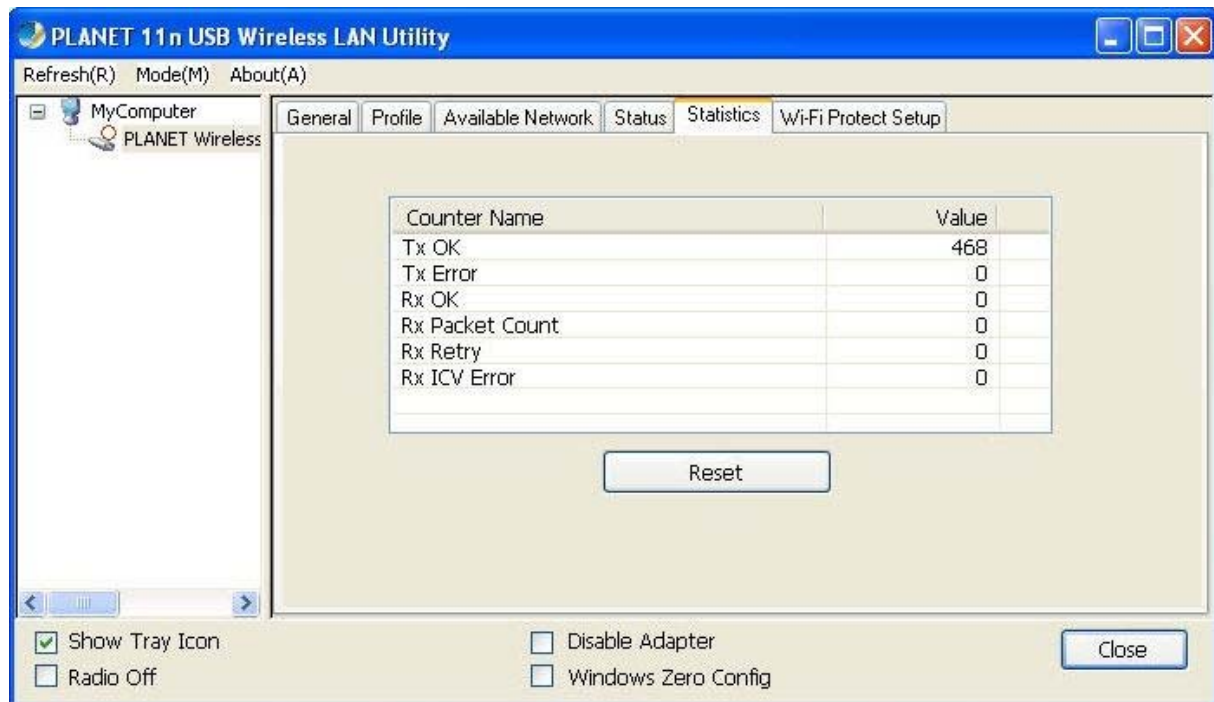 PLANET 11n USB Wireless LAN Utility
Refresh(R) Mode(M) About(A)
MyComputer
PLANET Wireless
General Profile Available Network Status Statistics Wi-Fi Protect Setup
Counter Name Value
Tx OK 468
Tx Error 0
Rx OK 0
Rx Packet Count 0
Rx Retry 0
Rx ICV Error 0
Reset
Show Tray Icon Disable Adapter Close
Radio Off Windows Zero Config